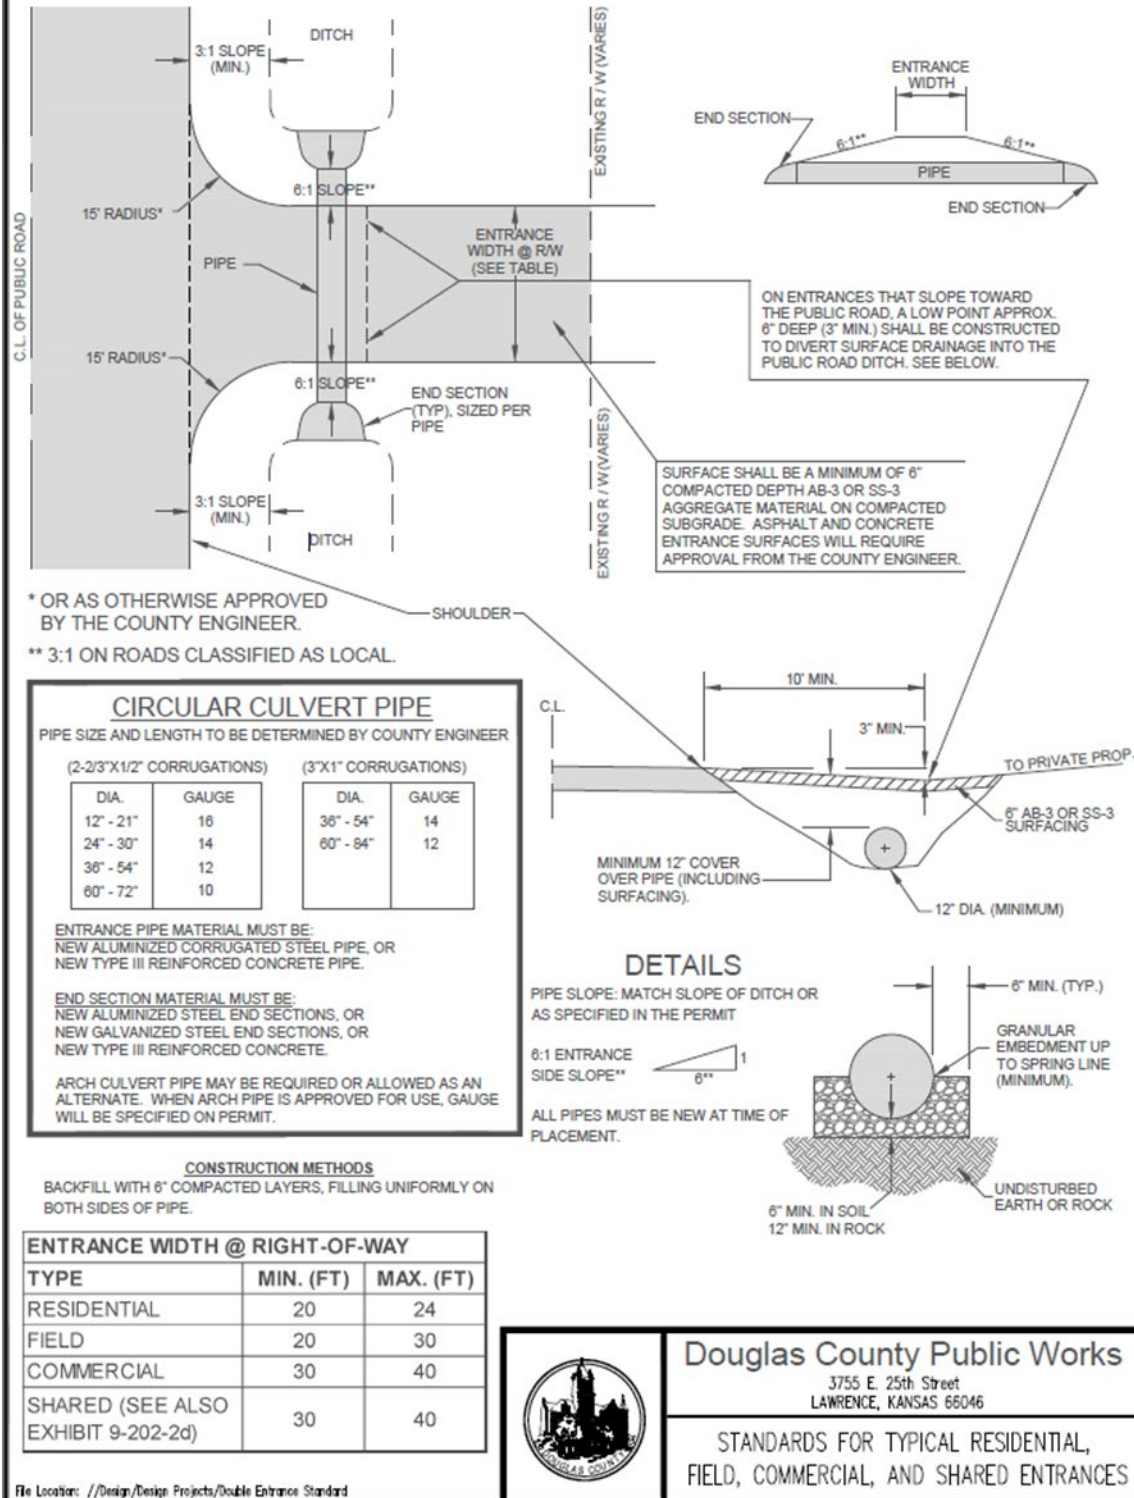 DITCH
3:1 SLOPE
(MIN.)
EXISTING R / W (VARIES)
ENTRANCE
WIDTH
END SECTION
6:1**
6:1**
PIPE
END SECTION
6:1 SLOPE**
15' RADIUS*
C.L. OF PUBLIC ROAD
PIPE
ENTRANCE
WIDTH @ R/W
(SEE TABLE)
ON ENTRANCES THAT SLOPE TOWARD
THE PUBLIC ROAD, A LOW POINT APPROX.
6" DEEP (3" MIN.) SHALL BE CONSTRUCTED
TO DIVERT SURFACE DRAINAGE INTO THE
PUBLIC ROAD DITCH. SEE BELOW.
15' RADIUS*
6:1 SLOPE**
END SECTION
(TYP), SIZED PER
PIPE
EXISTING R / W(VARIES)
SURFACE SHALL BE A MINIMUM OF 6"
COMPACTED DEPTH AB-3 OR SS-3
AGGREGATE MATERIAL ON COMPACTED
SUBGRADE. ASPHALT AND CONCRETE
ENTRANCE SURFACES WILL REQUIRE
APPROVAL FROM THE COUNTY ENGINEER.
3:1 SLOPE
(MIN.)
DITCH
* OR AS OTHERWISE APPROVED
BY THE COUNTY ENGINEER.
** 3:1 ON ROADS CLASSIFIED AS LOCAL.
SHOULDER
CIRCULAR CULVERT PIPE
PIPE SIZE AND LENGTH TO BE DETERMINED BY COUNTY ENGINEER
(2-2/3"X1/2" CORRUGATIONS) (3"X1" CORRUGATIONS)
DIA. GAUGE DIA. GAUGE
12" - 21" 16 36" - 54" 14
24" - 30" 14 60" - 84" 12
36" - 54" 12
60" - 72" 10
ENTRANCE PIPE MATERIAL MUST BE:
NEW ALUMINIZED CORRUGATED STEEL PIPE, OR
NEW TYPE III REINFORCED CONCRETE PIPE.
END SECTION MATERIAL MUST BE:
NEW ALUMINIZED STEEL END SECTIONS, OR
NEW GALVANIZED STEEL END SECTIONS, OR
NEW TYPE III REINFORCED CONCRETE.
ARCH CULVERT PIPE MAY BE REQUIRED OR ALLOWED AS AN
ALTERNATE. WHEN ARCH PIPE IS APPROVED FOR USE, GAUGE
WILL BE SPECIFIED ON PERMIT.
C.L.
10' MIN.
3" MIN.
TO PRIVATE PROP.
6" AB-3 OR SS-3
SURFACING
MINIMUM 12" COVER
OVER PIPE (INCLUDING
SURFACING).
12" DIA. (MINIMUM)
DETAILS
PIPE SLOPE: MATCH SLOPE OF DITCH OR
AS SPECIFIED IN THE PERMIT
6:1 ENTRANCE
SIDE SLOPE**
1
6**
ALL PIPES MUST BE NEW AT TIME OF
PLACEMENT.
6" MIN. (TYP.)
GRANULAR
EMBEDMENT UP
TO SPRING LINE
(MINIMUM).
UNDISTURBED
EARTH OR ROCK
6" MIN. IN SOIL
12" MIN. IN ROCK
CONSTRUCTION METHODS
BACKFILL WITH 6" COMPACTED LAYERS, FILLING UNIFORMLY ON
BOTH SIDES OF PIPE.
ENTRANCE WIDTH @ RIGHT-OF-WAY
TYPE MIN. (FT) MAX. (FT)
RESIDENTIAL 20 24
FIELD 20 30
COMMERCIAL 30 40
SHARED (SEE ALSO
EXHIBIT 9-202-2d) 30 40
DOUGLAS COUNTY
Douglas County Public Works
3755 E. 25th Street
LAWRENCE, KANSAS 66046
STANDARDS FOR TYPICAL RESIDENTIAL,
FIELD, COMMERCIAL, AND SHARED ENTRANCES
File Location: //Design/Design Projects/Double Entrance Standard